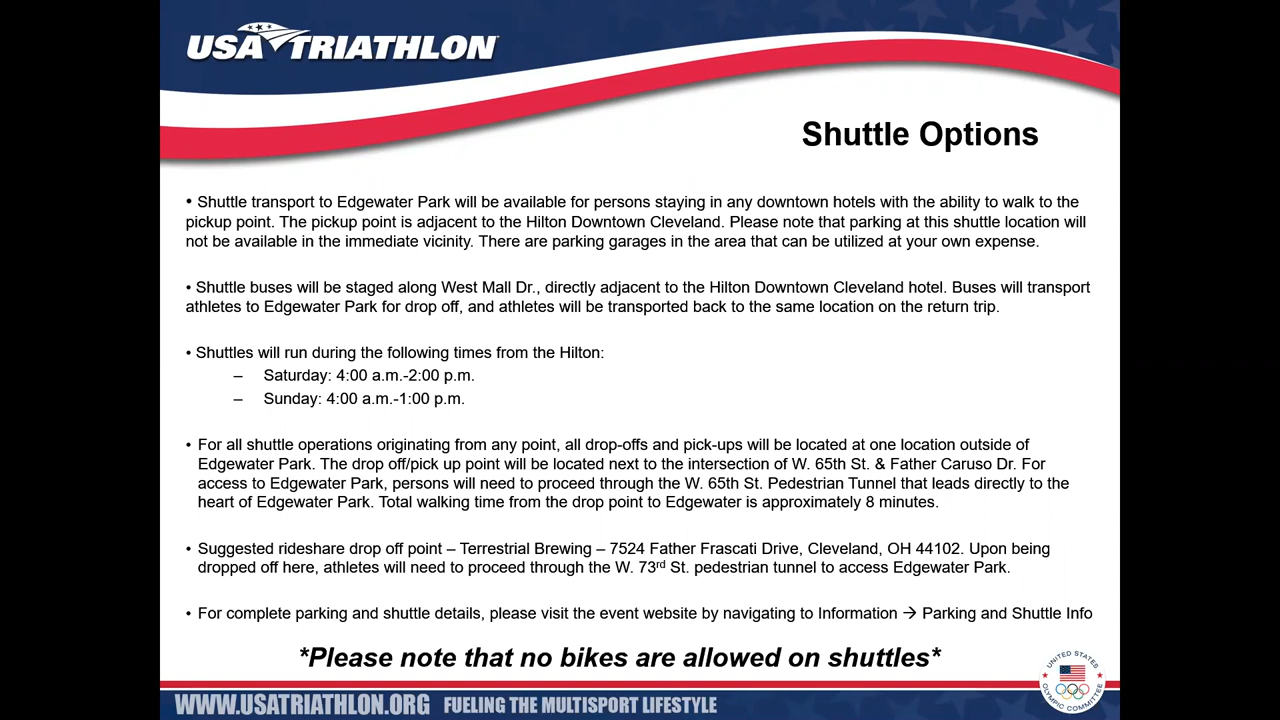 USA TRIATHLON
Shuttle Options
• Shuttle transport to Edgewater Park will be available for persons staying in any downtown hotels with the ability to walk to the
pickup point. The pickup point is adjacent to the Hilton Downtown Cleveland. Please note that parking at this shuttle location will
not be available in the immediate vicinity. There are parking garages in the area that can be utilized at your own expense.
• Shuttle buses will be staged along West Mall Dr., directly adjacent to the Hilton Downtown Cleveland hotel. Buses will transport
athletes to Edgewater Park for drop off, and athletes will be transported back to the same location on the return trip.
• Shuttles will run during the following times from the Hilton:
– Saturday: 4:00 a.m.-2:00 p.m.
– Sunday: 4:00 a.m.-1:00 p.m.
• For all shuttle operations originating from any point, all drop-offs and pick-ups will be located at one location outside of
Edgewater Park. The drop off/pick up point will be located next to the intersection of W. 65th St. & Father Caruso Dr. For
access to Edgewater Park, persons will need to proceed through the W. 65th St. Pedestrian Tunnel that leads directly to the
heart of Edgewater Park. Total walking time from the drop point to Edgewater is approximately 8 minutes.
• Suggested rideshare drop off point – Terrestrial Brewing – 7524 Father Frascati Drive, Cleveland, OH 44102. Upon being
dropped off here, athletes will need to proceed through the W. 73rd St. pedestrian tunnel to access Edgewater Park.
• For complete parking and shuttle details, please visit the event website by navigating to Information → Parking and Shuttle Info
*Please note that no bikes are allowed on shuttles*
UNITED STATES
OLYMPIC COMMITTEE
WWW.USATRIATHLON.ORG FUELING THE MULTISPORT LIFESTYLE